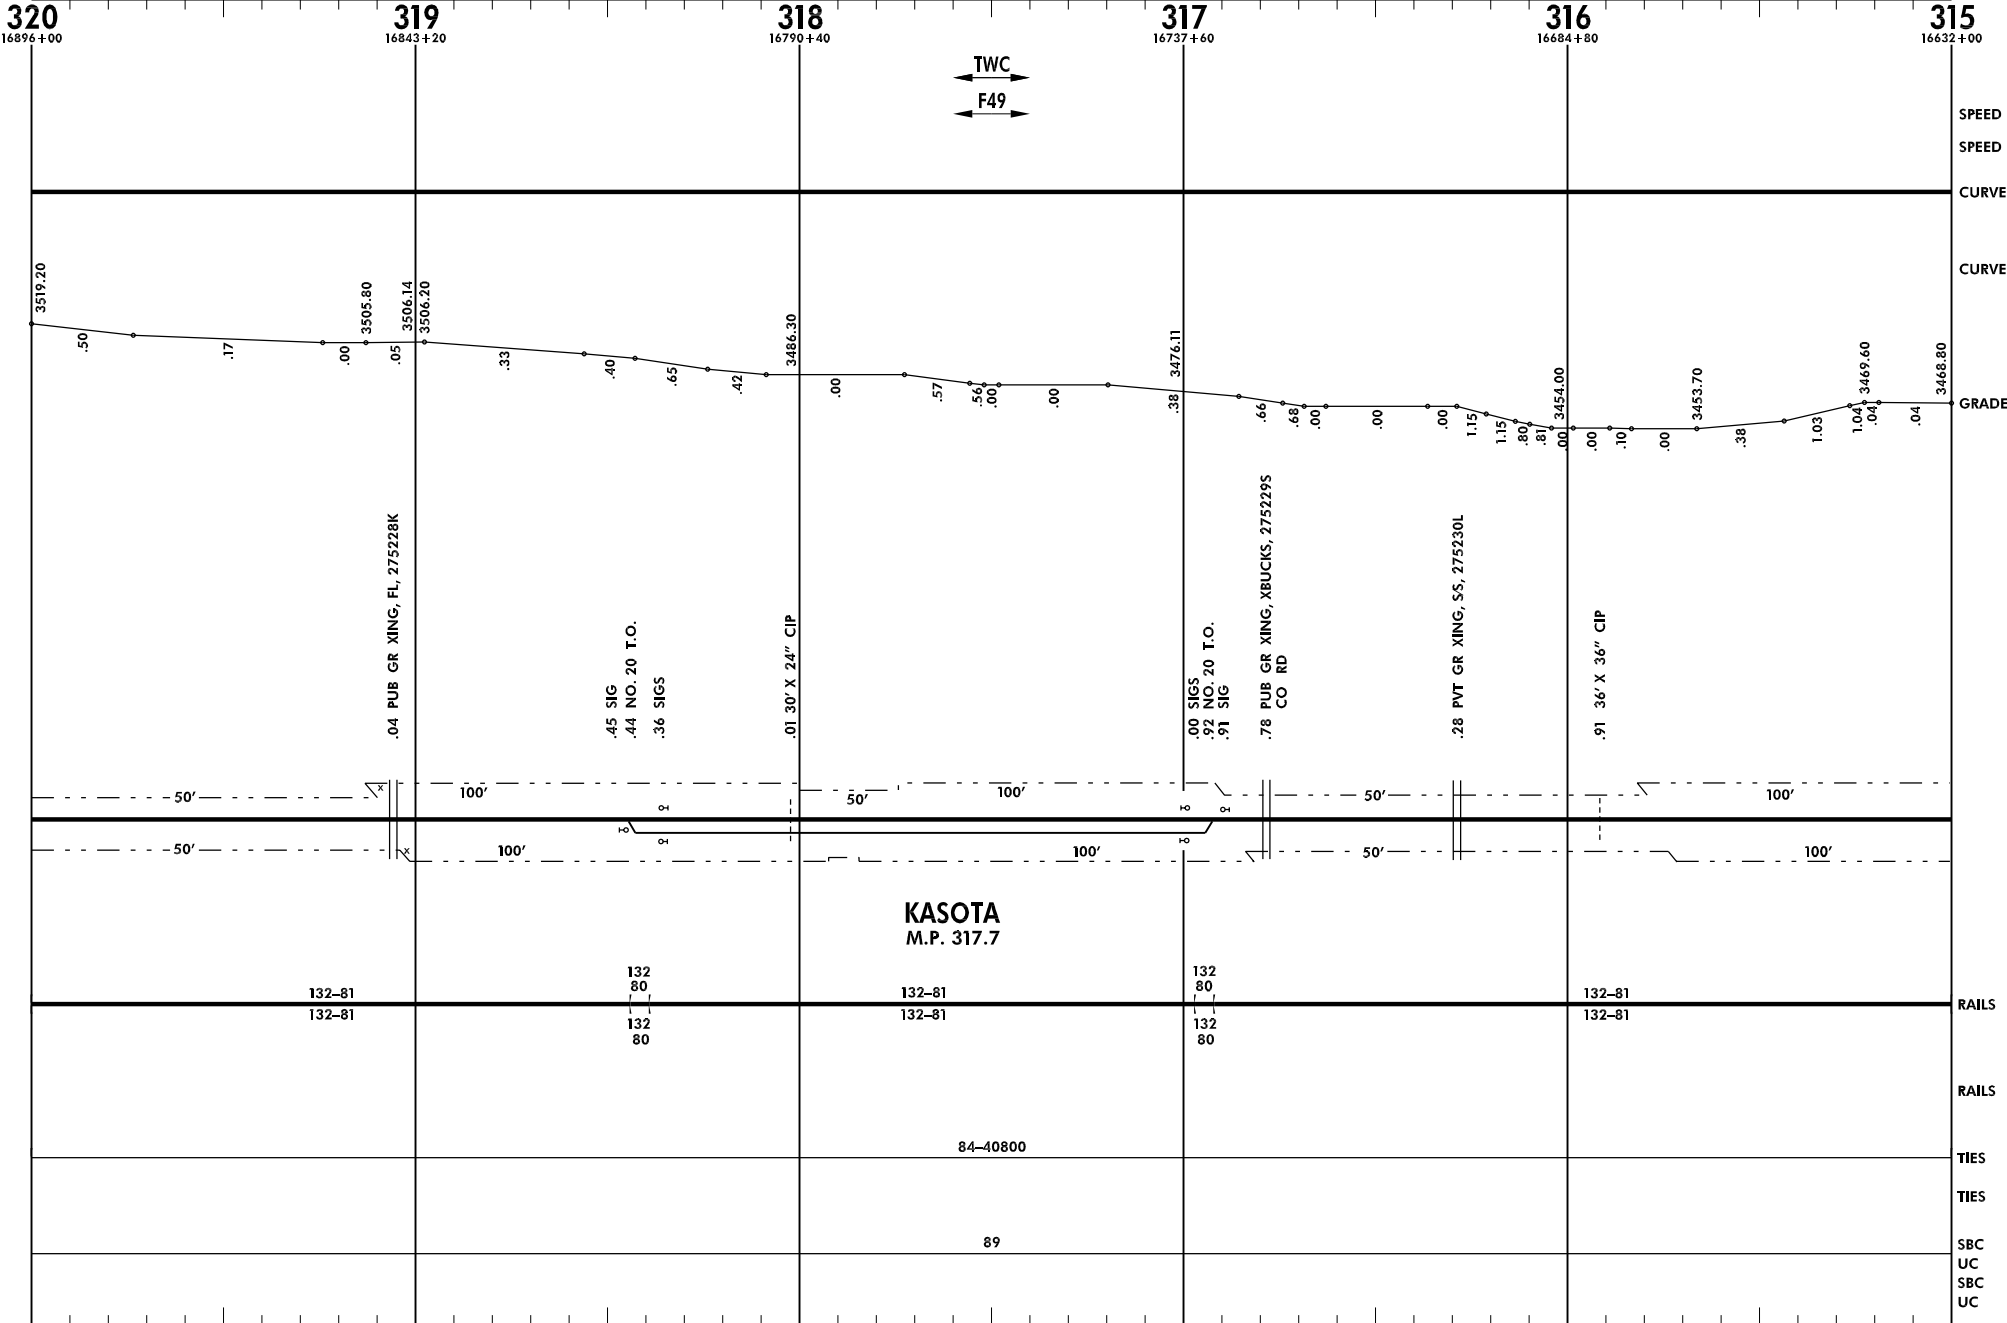 320 319 318 317 316 315
16896+00 16843+20 16790+40 16737+60 16684+80 16632+00
TWC
F49
SPEED
SPEED
CURVE
CURVE
3519.20
3505.80
3506.14
3506.20
3486.30
3476.11
3454.00
3453.70
3469.60
3468.80
GRADE
.50
.17
.00
.05
.33
.40
.65
.42
.00
.57
.56
.00
.00
.38
.66
.68
.00
.00
.00
1.15
1.15
.80
.81
.00
.00
.10
.00
.38
1.03
1.04
.04
.04
.04 PUB GR XING, FL, 275228K
.45 SIG
.44 NO. 20 T.O.
.36 SIGS
.01 30' X 24" CIP
.00 SIGS
.92 NO. 20 T.O.
.91 SIG
.78 PUB GR XING, XBUCKS, 275229S
CO RD
.28 PVT GR XING, S/S, 275230L
.91 36' X 36" CIP
50' x 100' 50' 100' 50' 100'
50' x 100' 100' 50' 100'
KASOTA
M.P. 317.7
132 132
80 80
132–81 132–81 132–81
RAILS
132–81 132–81 132–81
132 132
80 80
RAILS
84–40800
TIES
TIES
89
SBC
UC
SBC
UC